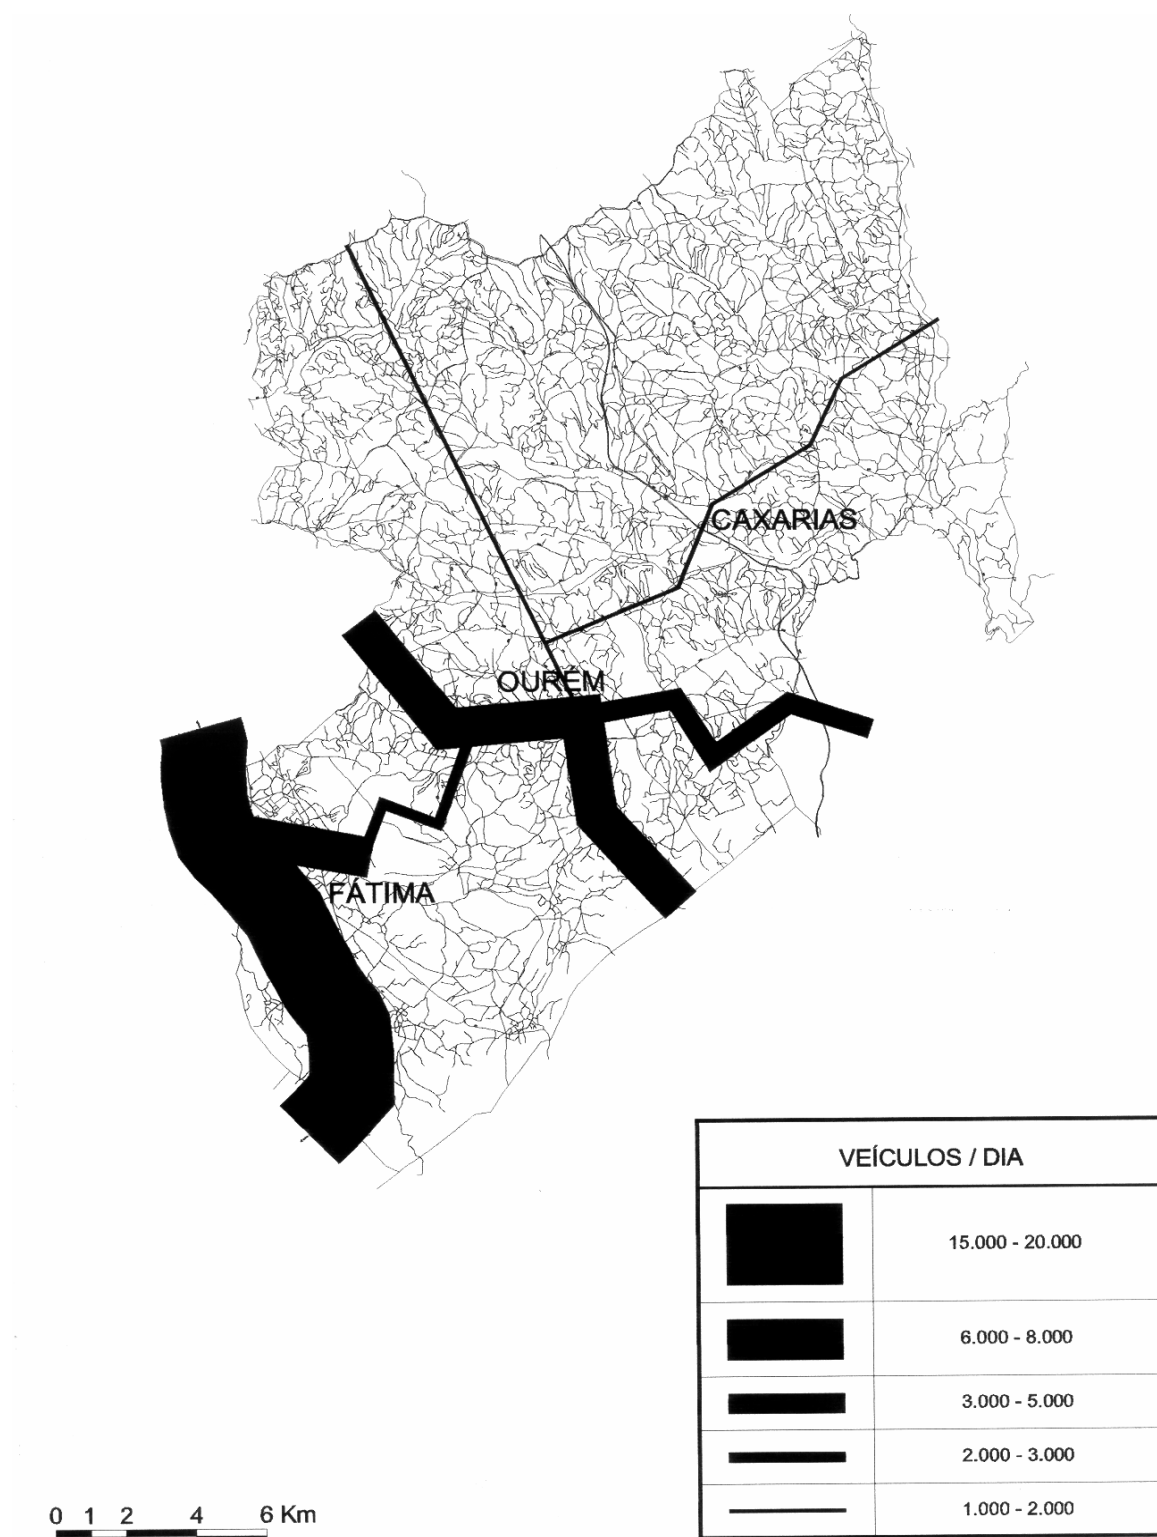 CAXARIAS
OURÉM
FÁTIMA
VEÍCULOS / DIA
15.000 - 20.000
6.000 - 8.000
3.000 - 5.000
2.000 - 3.000
1.000 - 2.000
0 1 2 4 6 Km